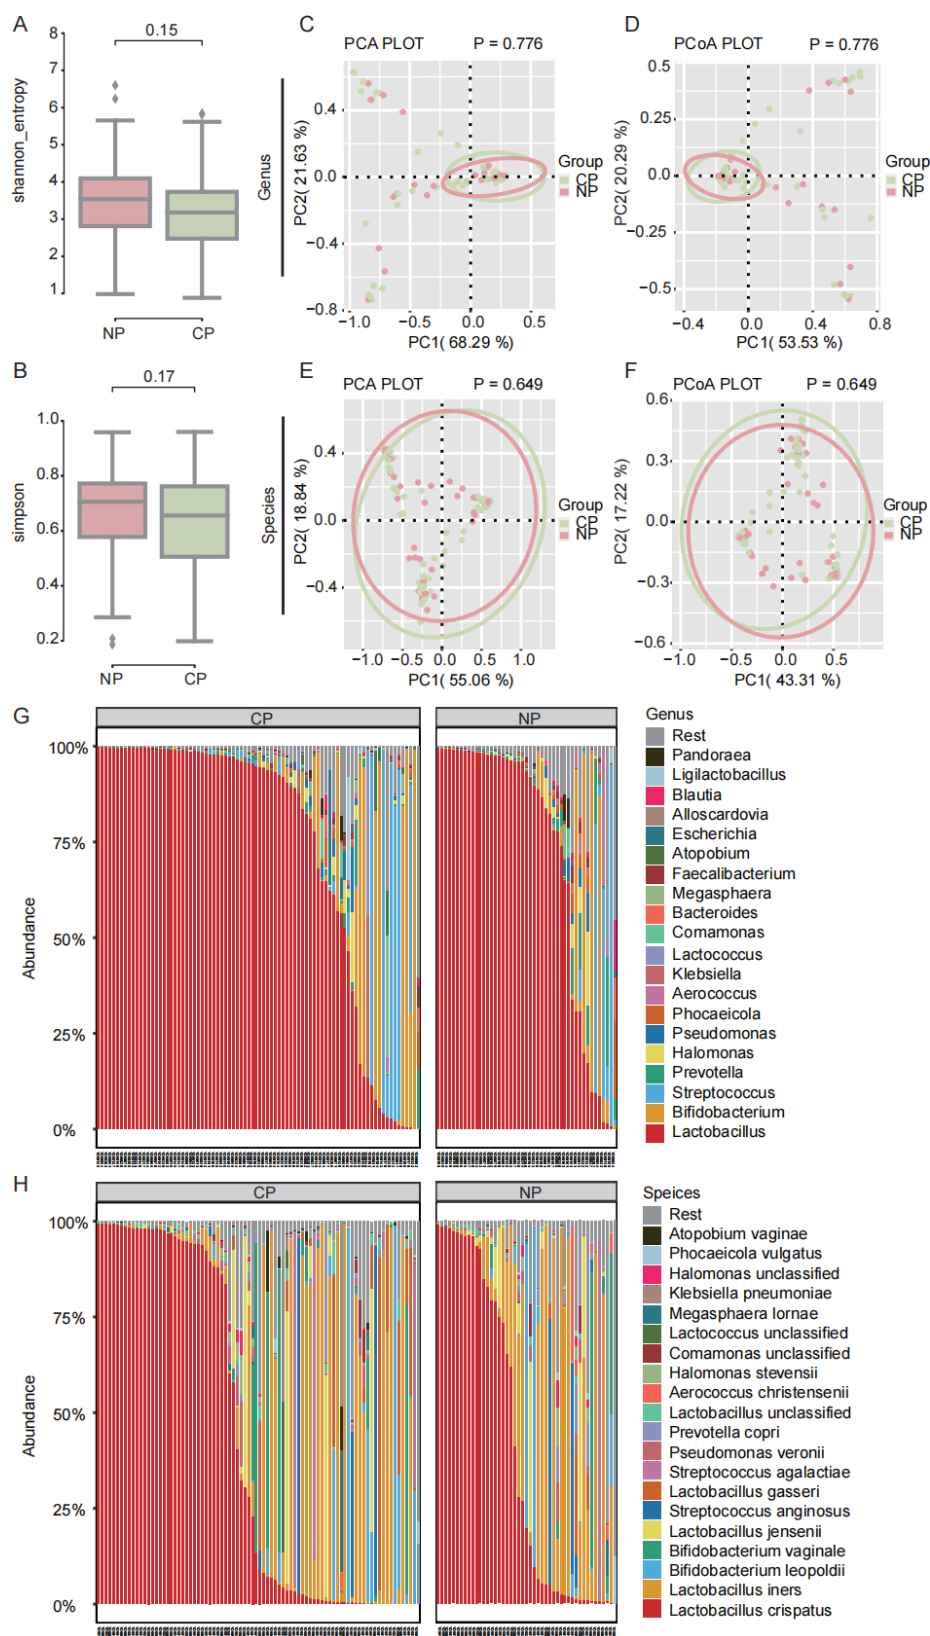 A
0.15
8
7
6
5
4
3
2
1
shannon_entropy
NP
CP
B
0.17
1.0
0.8
0.6
0.4
0.2
simpson
NP
CP
Genus
C
PCA PLOT
P = 0.776
0.4
0.0
−0.4
−0.8
PC2( 21.63 %)
−1.0
−0.5
0.0
0.5
PC1( 68.29 %)
Group
CP
NP
D
PCoA PLOT
P = 0.776
0.5
0.25
0.0
−0.25
−0.5
PC2( 20.29 %)
−0.4
0.0
0.4
0.8
PC1( 53.53 %)
Group
CP
NP
Species
E
PCA PLOT
P = 0.649
0.4
0.0
−0.4
PC2( 18.84 %)
−1.0
−0.5
0.0
0.5
1.0
PC1( 55.06 %)
Group
CP
NP
F
PCoA PLOT
P = 0.649
0.6
0.3
0.0
−0.3
−0.6
PC2( 17.22 %)
−1.0
−0.5
0.0
0.5
PC1( 43.31 %)
Group
CP
NP
G
CP
NP
100%
75%
50%
25%
0%
Abundance
Genus
Rest
Pandoraea
Ligilactobacillus
Blautia
Alloscardovia
Escherichia
Atopobium
Faecalibacterium
Megasphaera
Bacteroides
Comamonas
Lactococcus
Klebsiella
Aerococcus
Phocaeicola
Pseudomonas
Halomonas
Prevotella
Streptococcus
Bifidobacterium
Lactobacillus
H
CP
NP
100%
75%
50%
25%
0%
Abundance
Speices
Rest
Atopobium vaginae
Phocaeicola vulgatus
Halomonas unclassified
Klebsiella pneumoniae
Megasphaera lornae
Lactococcus unclassified
Comamonas unclassified
Halomonas stevensii
Aerococcus christensenii
Lactobacillus unclassified
Prevotella copri
Pseudomonas veronii
Streptococcus agalactiae
Lactobacillus gasseri
Streptococcus anginosus
Lactobacillus jensenii
Bifidobacterium vaginale
Bifidobacterium leopoldii
Lactobacillus iners
Lactobacillus crispatus